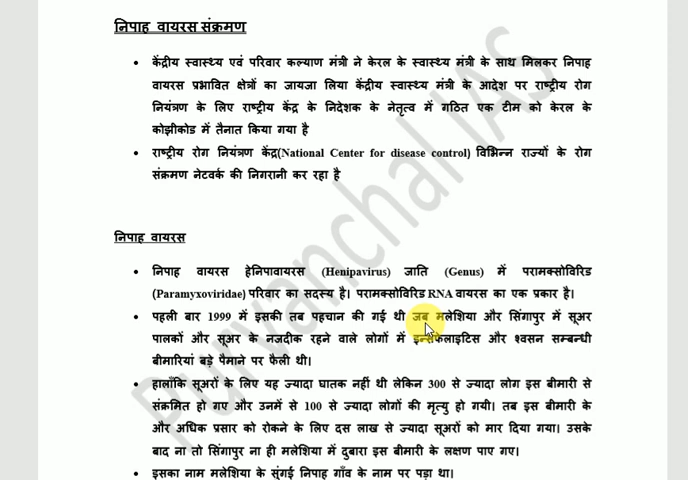 निपाह वायरस संक्रमण
• केंद्रीय स्वास्थ्य एवं परिवार कल्याण मंत्री ने केरल के स्वास्थ्य मंत्री के साथ मिलकर निपाह
वायरस प्रभावित क्षेत्रों का जायजा लिया केंद्रीय स्वास्थ्य मंत्री के आदेश पर राष्ट्रीय रोग
नियंत्रण के लिए राष्ट्रीय केंद्र के निदेशक के नेतृत्व में गठित एक टीम को केरल के
कोझीकोड में तैनात किया गया है
• राष्ट्रीय रोग नियंत्रण केंद्र(National Center for disease control) विभिन्न राज्यों के रोग
संक्रमण नेटवर्क की निगरानी कर रहा है
निपाह वायरस
• निपाह वायरस हेनिपावायरस (Henipavirus) जाति (Genus) में परामक्सोविरिड
(Paramyxoviridae) परिवार का सदस्य है। परामक्सोविरिड RNA वायरस का एक प्रकार है।
• पहली बार 1999 में इसकी तब पहचान की गई थी जब मलेशिया और सिंगापुर में सूअर
पालकों और सूअर के नजदीक रहने वाले लोगों में इन्सेफेलाइटिस और श्वसन सम्बन्धी
बीमारियां बड़े पैमाने पर फैली थी।
• हालाँकि सूअरों के लिए यह ज्यादा घातक नहीं थी लेकिन 300 से ज्यादा लोग इस बीमारी से
संक्रमित हो गए और उनमें से 100 से ज्यादा लोगों की मृत्यु हो गयी। तब इस बीमारी के
और अधिक प्रसार को रोकने के लिए दस लाख से ज्यादा सूअरों को मार दिया गया। उसके
बाद ना तो सिंगापुर ना ही मलेशिया में दुबारा इस बीमारी के लक्षण पाए गए।
• इसका नाम मलेशिया के सुंगई निपाह गाँव के नाम पर पड़ा था।
Purvanchal IAS